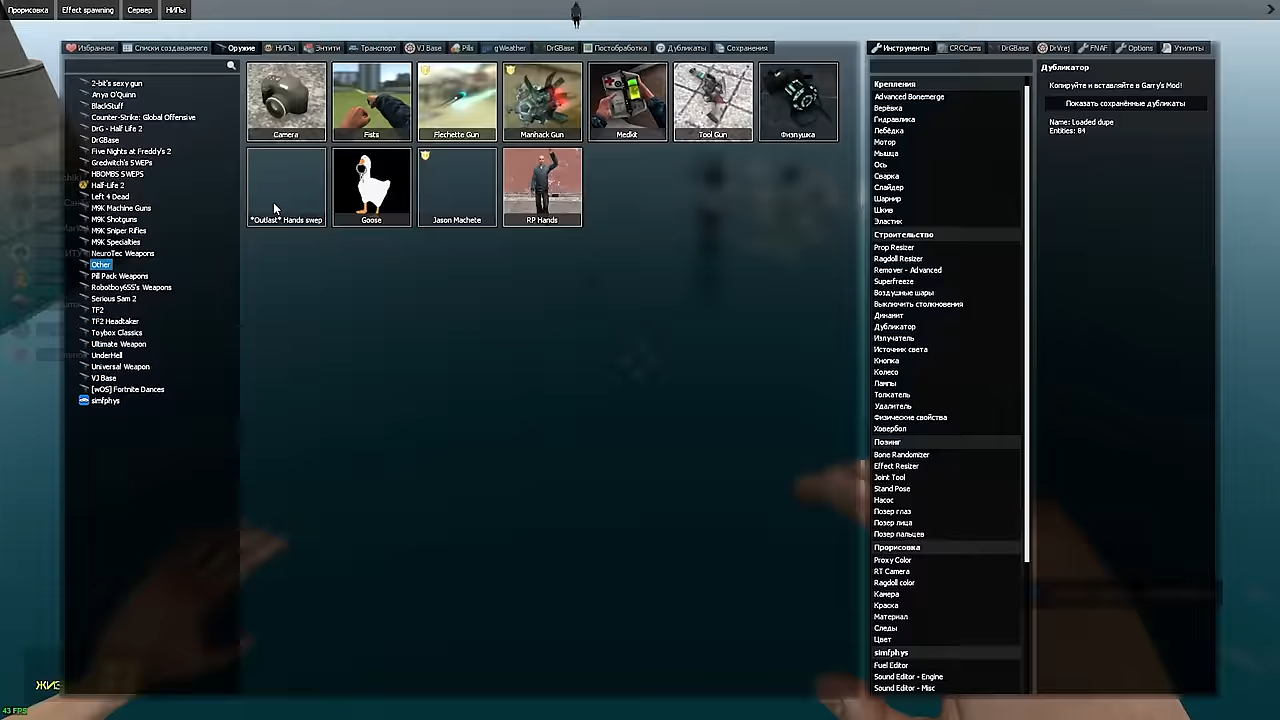 Прорисовка Effect spawning Сервер НИПы
Избранное Списки создаваемого Оружие НИПы Энтити Транспорт VJ Base Pills gWeather DrGBase Постобработка Дубликаты Сохранения
2-bit's sexy gun
Anya O'Quinn
BlackStuff
Counter-Strike: Global Offensive
DrG - Half Life 2
DrGBase
Five Nights at Freddy's 2
Gredwitch's SWEPs
HBOMBS SWEPS
Half-Life 2
Left 4 Dead
M9K Machine Guns
M9K Shotguns
M9K Sniper Rifles
M9K Specialties
NeuroTec Weapons
Other
Pill Pack Weapons
Robotboy655's Weapons
Serious Sam 2
TF2
TF2 Headtaker
Toybox Classics
Ultimate Weapon
UnderHell
Universal Weapon
VJ Base
[wOS] Fortnite Dances
simfphys
Camera Fists Flechette Gun Manhack Gun Medkit Tool Gun Физпушка
*Outlast* Hands swep Goose Jason Machete RP Hands
Инструменты CRCCams DrGBase DrVrej FNAF Options Утилиты
Крепления
Advanced Bonemerge
Верёвка
Гидравлика
Лебёдка
Мотор
Мышца
Ось
Сварка
Слайдер
Шарнир
Шкив
Эластик
Строительство
Prop Resizer
Ragdoll Resizer
Remover - Advanced
Superfreeze
Воздушные шары
Выключить столкновения
Динамит
Дубликатор
Излучатель
Источник света
Кнопка
Колесо
Лампы
Толкатель
Удалитель
Физические свойства
Ховербол
Позинг
Bone Randomizer
Effect Resizer
Joint Tool
Stand Pose
Насос
Позер глаз
Позер лица
Позер пальцев
Прорисовка
Proxy Color
RT Camera
Ragdoll color
Камера
Краска
Материал
Следы
Цвет
simfphys
Fuel Editor
Sound Editor - Engine
Sound Editor - Misc
Дубликатор
Копируйте и вставляйте в Garry's Mod!
Показать сохранённые дубликаты
Name: Loaded dupe
Entities: 84
43 FPS